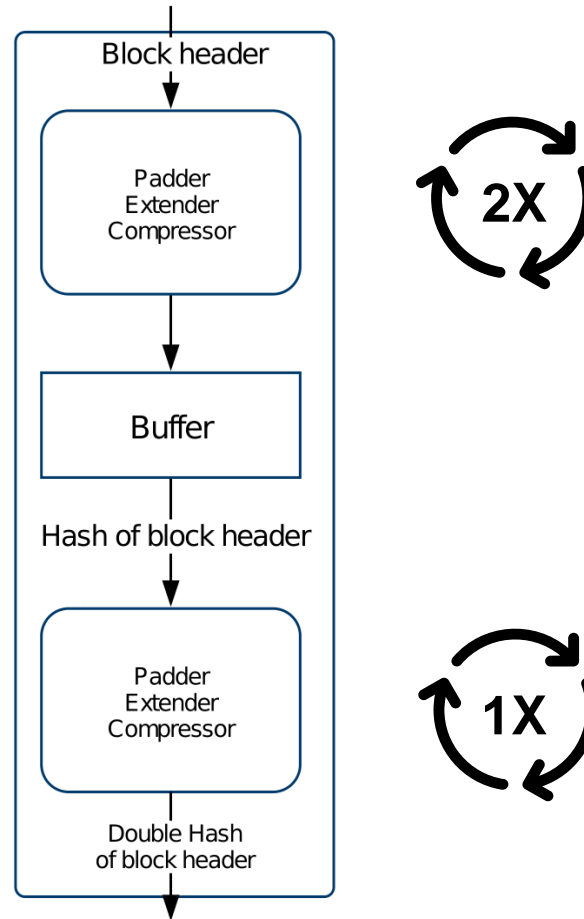 Block header
Padder
Extender
Compressor
2X
Buffer
Hash of block header
Padder
Extender
Compressor
1X
Double Hash
of block header